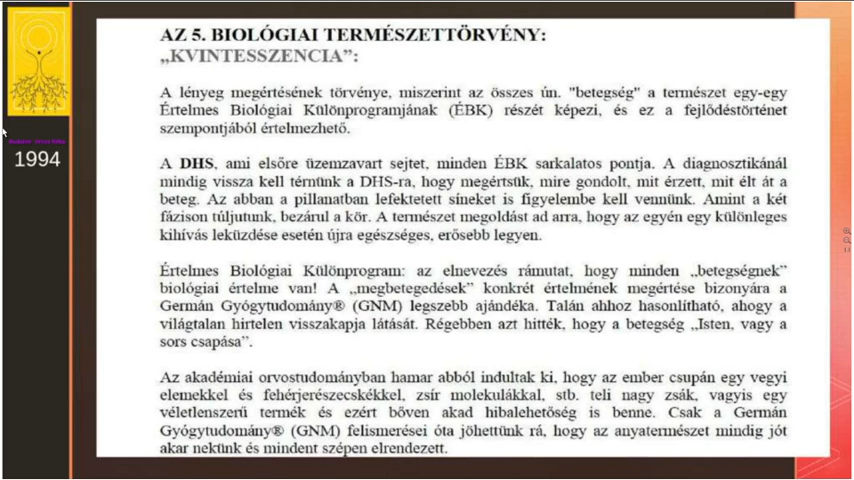 AZ 5. BIOLÓGIAI TERMÉSZETTÖRVÉNY:
„KVINTESSZENCIA”:
A lényeg megértésének törvénye, miszerint az összes ún. "betegség" a természet egy-egy
Értelmes Biológiai Különprogramjának (ÉBK) részét képezi, és ez a fejlődéstörténet
szempontjából értelmezhető.
1994
A DHS, ami elsőre üzemzavart sejtet, minden ÉBK sarkalatos pontja. A diagnosztikánál
mindig vissza kell térnünk a DHS-ra, hogy megértsük, mire gondolt, mit érzett, mit élt át a
beteg. Az abban a pillanatban lefektetett síneket is figyelembe kell vennünk. Amint a két
fázison túljutunk, bezárul a kör. A természet megoldást ad arra, hogy az egyén egy különleges
kihívás leküzdése esetén újra egészséges, erősebb legyen.
Értelmes Biológiai Különprogram: az elnevezés rámutat, hogy minden „betegségnek”
biológiai értelme van! A „megbetegedések” konkrét értelmének megértése bizonyára a
Germán Gyógytudomány® (GNM) legszebb ajándéka. Talán ahhoz hasonlítható, ahogy a
világtalan hirtelen visszakapja látását. Régebben azt hitték, hogy a betegség „Isten, vagy a
sors csapása”.
Az akadémiai orvostudományban hamar abból indultak ki, hogy az ember csupán egy vegyi
elemekkel és fehérjerészecskékkel, zsír molekulákkal, stb. teli nagy zsák, vagyis egy
véletlenszerű termék és ezért bőven akad hibalehetőség is benne. Csak a Germán
Gyógytudomány® (GNM) felismerései óta jöhettünk rá, hogy az anyatermészet mindig jót
akar nekünk és mindent szépen elrendezett.